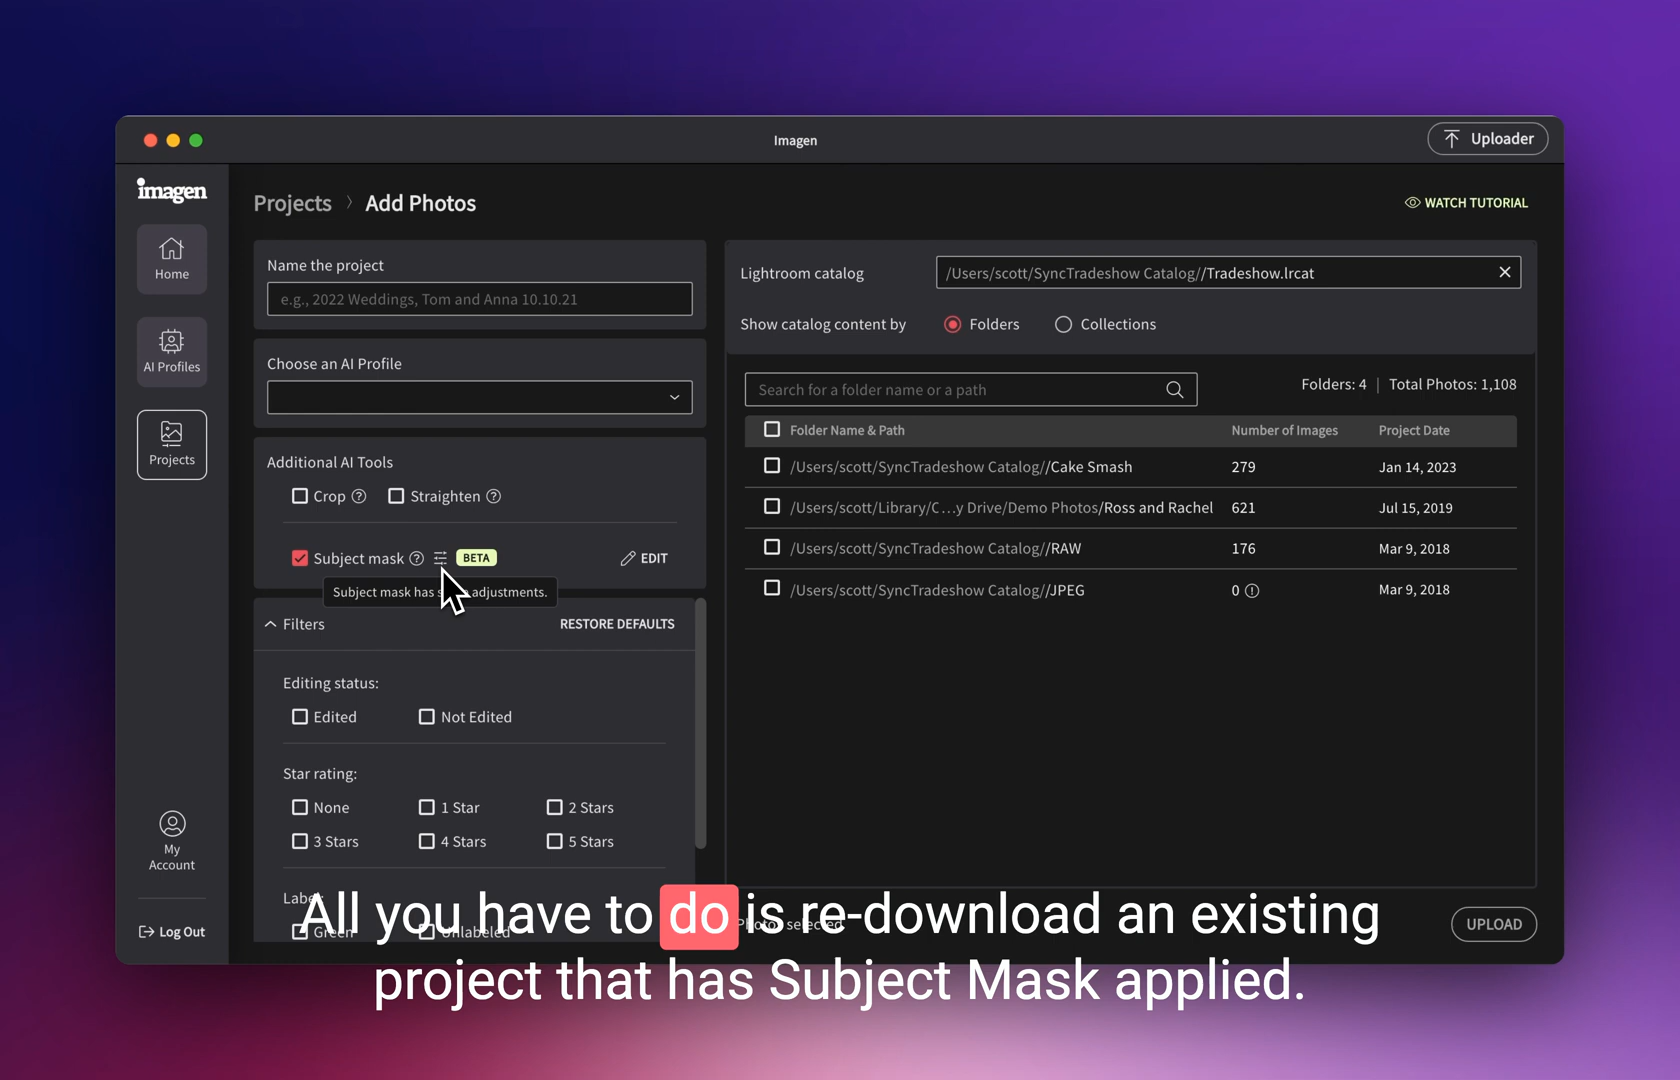 Imagen
Uploader
imagen
Home
AI Profiles
Projects
My
Account
Log Out
Projects > Add Photos
WATCH TUTORIAL
Name the project
e.g., 2022 Weddings, Tom and Anna 10.10.21
Choose an AI Profile
Additional AI Tools
Crop ? Straighten ?
Subject mask ? BETA EDIT
Subject mask has adjustments.
Filters RESTORE DEFAULTS
Editing status:
Edited Not Edited
Star rating:
None 1 Star 2 Stars
3 Stars 4 Stars 5 Stars
Label:
Green Unlabeled
Lightroom catalog /Users/scott/SyncTradeshow Catalog//Tradeshow.lrcat
Show catalog content by Folders Collections
Search for a folder name or a path Folders: 4 | Total Photos: 1,108
Folder Name & Path Number of Images Project Date
/Users/scott/SyncTradeshow Catalog//Cake Smash 279 Jan 14, 2023
/Users/scott/Library/C...y Drive/Demo Photos/Ross and Rachel 621 Jul 15, 2019
/Users/scott/SyncTradeshow Catalog//RAW 176 Mar 9, 2018
/Users/scott/SyncTradeshow Catalog//JPEG 0 Mar 9, 2018
Photos selected
UPLOAD
All you have to do is re-download an existing
project that has Subject Mask applied.